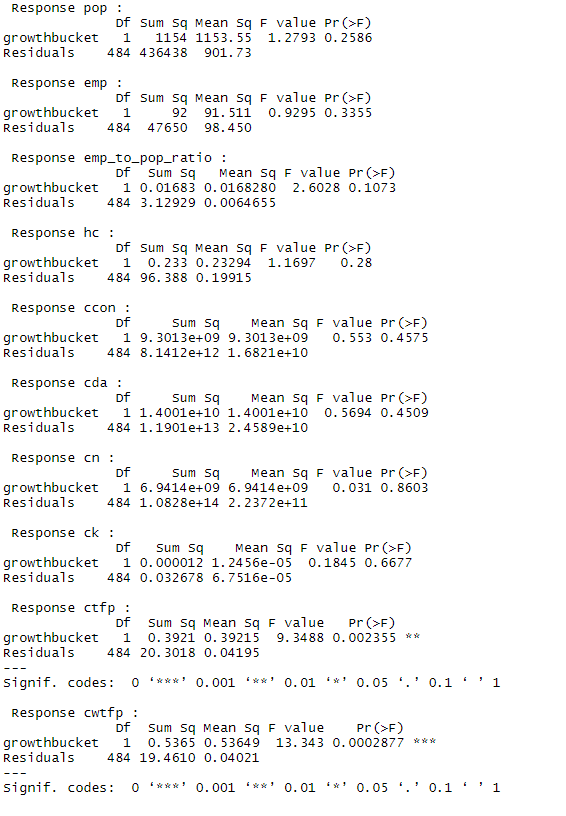 Response pop :
Df Sum Sq Mean Sq F value Pr(>F)
growthbucket 1 1154 1153.55 1.2793 0.2586
Residuals 484 436438 901.73
Response emp :
Df Sum Sq Mean Sq F value Pr(>F)
growthbucket 1 92 91.511 0.9295 0.3355
Residuals 484 47650 98.450
Response emp_to_pop_ratio :
Df Sum Sq Mean Sq F value Pr(>F)
growthbucket 1 0.01683 0.0168280 2.6028 0.1073
Residuals 484 3.12929 0.0064655
Response hc :
Df Sum Sq Mean Sq F value Pr(>F)
growthbucket 1 0.233 0.23294 1.1697 0.28
Residuals 484 96.388 0.19915
Response ccon :
Df Sum Sq Mean Sq F value Pr(>F)
growthbucket 1 9.3013e+09 9.3013e+09 0.553 0.4575
Residuals 484 8.1412e+12 1.6821e+10
Response cda :
Df Sum Sq Mean Sq F value Pr(>F)
growthbucket 1 1.4001e+10 1.4001e+10 0.5694 0.4509
Residuals 484 1.1901e+13 2.4589e+10
Response cn :
Df Sum Sq Mean Sq F value Pr(>F)
growthbucket 1 6.9414e+09 6.9414e+09 0.031 0.8603
Residuals 484 1.0828e+14 2.2372e+11
Response ck :
Df Sum Sq Mean Sq F value Pr(>F)
growthbucket 1 0.000012 1.2456e-05 0.1845 0.6677
Residuals 484 0.032678 6.7516e-05
Response ctfp :
Df Sum Sq Mean Sq F value Pr(>F)
growthbucket 1 0.3921 0.39215 9.3488 0.002355 **
Residuals 484 20.3018 0.04195
---
Signif. codes: 0 ‘***’ 0.001 ‘**’ 0.01 ‘*’ 0.05 ‘.’ 0.1 ‘ ’ 1
Response cwtfp :
Df Sum Sq Mean Sq F value Pr(>F)
growthbucket 1 0.5365 0.53649 13.343 0.0002877 ***
Residuals 484 19.4610 0.04021
---
Signif. codes: 0 ‘***’ 0.001 ‘**’ 0.01 ‘*’ 0.05 ‘.’ 0.1 ‘ ’ 1